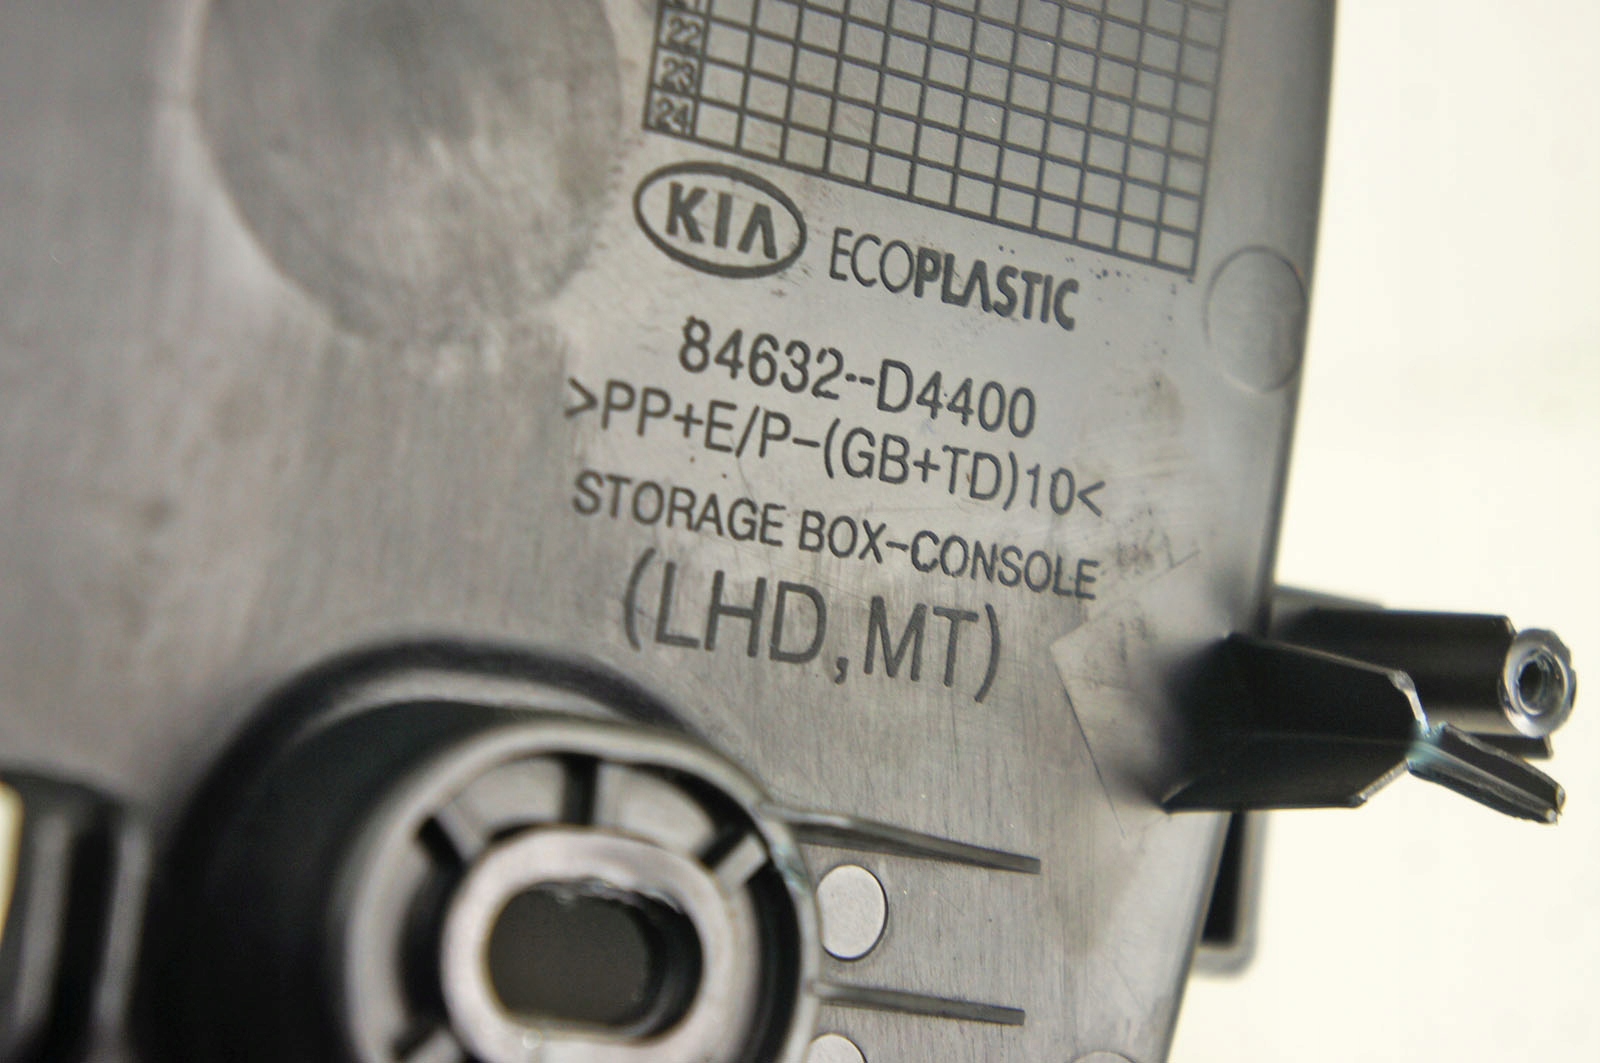 22
23
24
KIA ECOPLASTIC
84632--D4400
>PP+E/P-(GB+TD)10<
STORAGE BOX-CONSOLE
(LHD,MT)